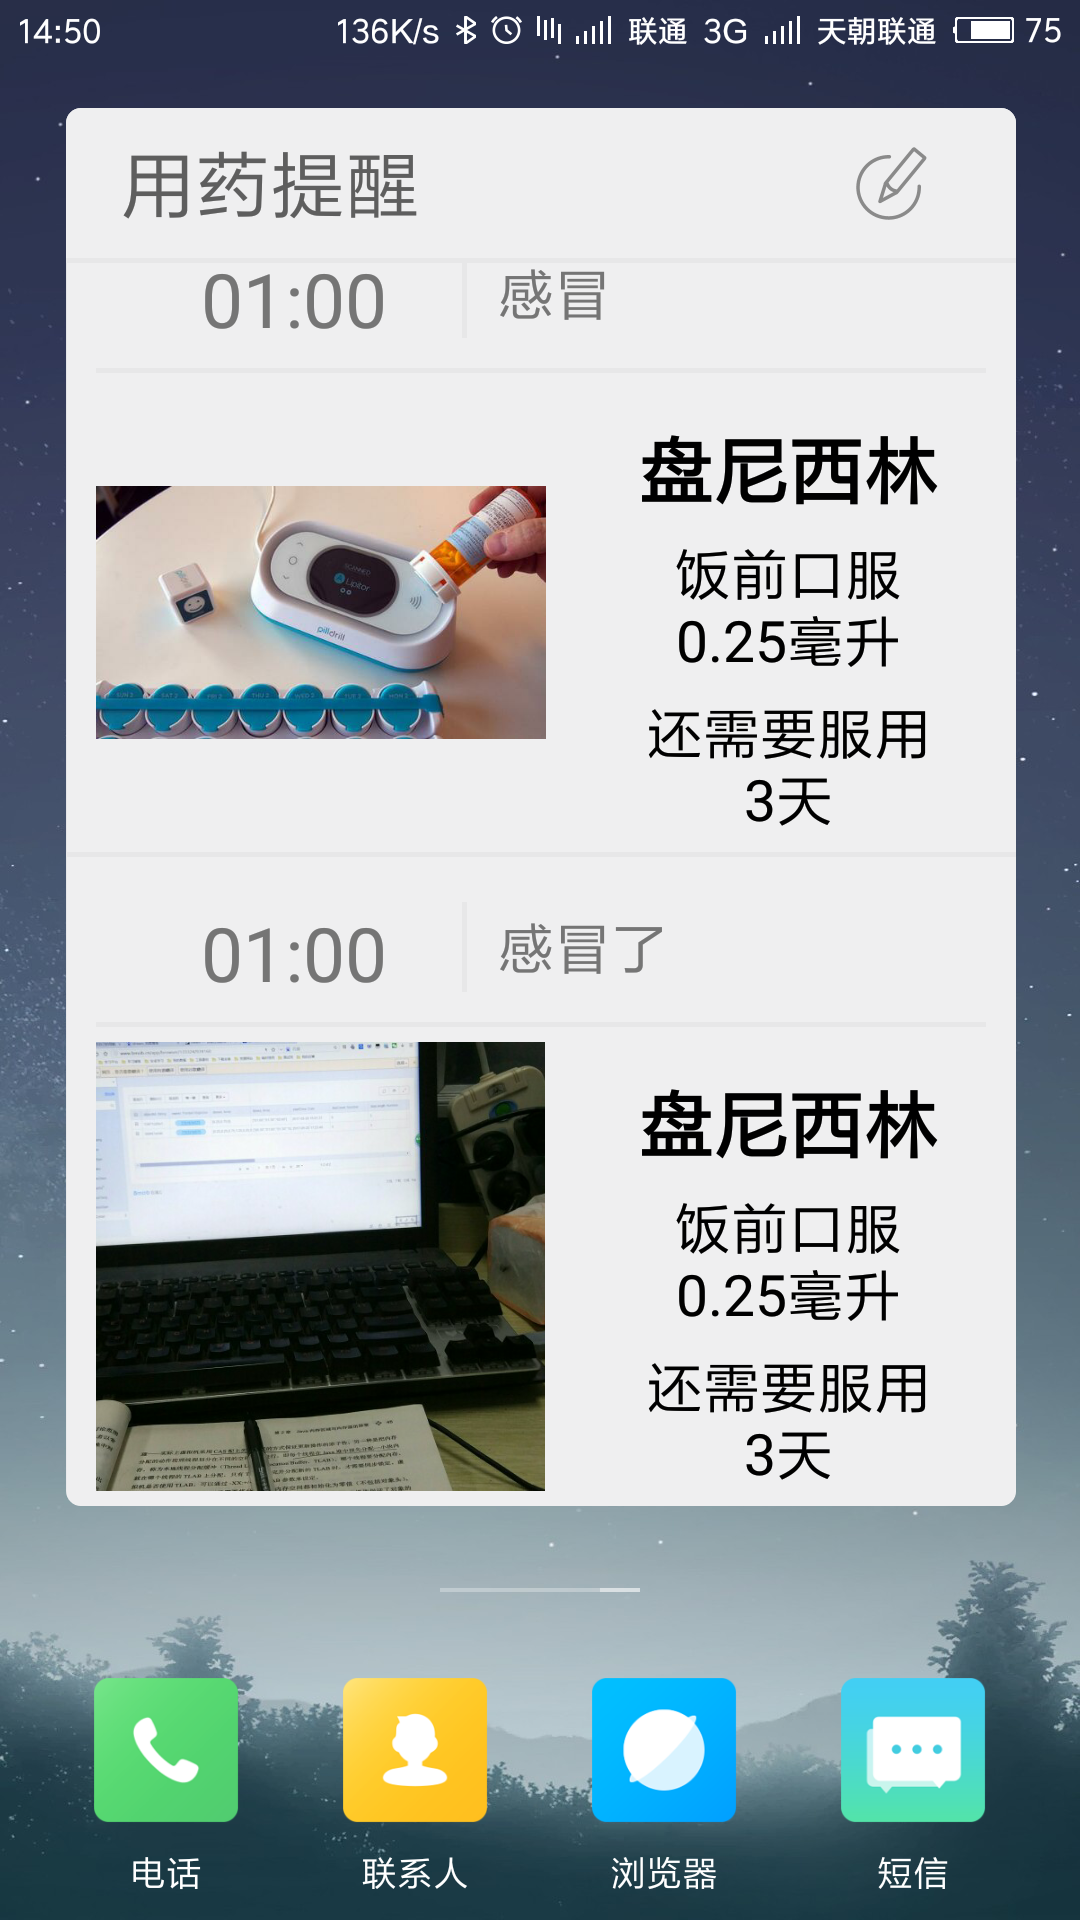 14:50 136K/s 联通 3G 天朝联通 75
用药提醒
01:00 感冒
盘尼西林
饭前口服
0.25毫升
还需要服用
3天
Lipitor
pilldrill
01:00 感冒了
盘尼西林
饭前口服
0.25毫升
还需要服用
3天
电话 联系人 浏览器 短信